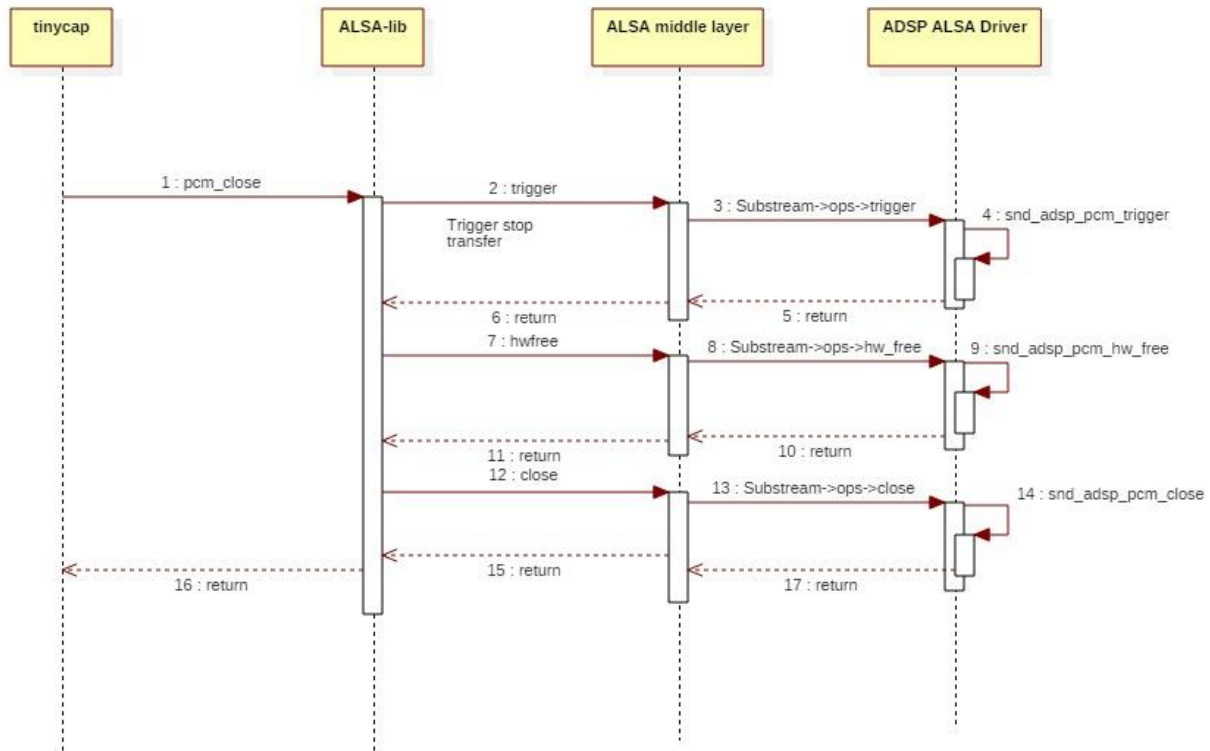 tinycap
ALSA-lib
ALSA middle layer
ADSP ALSA Driver
1 : pcm_close
2 : trigger
3 : Substream->ops->trigger
4 : snd_adsp_pcm_trigger
Trigger stop
transfer
5 : return
6 : return
7 : hwfree
8 : Substream->ops->hw_free
9 : snd_adsp_pcm_hw_free
10 : return
11 : return
12 : close
13 : Substream->ops->close
14 : snd_adsp_pcm_close
15 : return
16 : return
17 : return